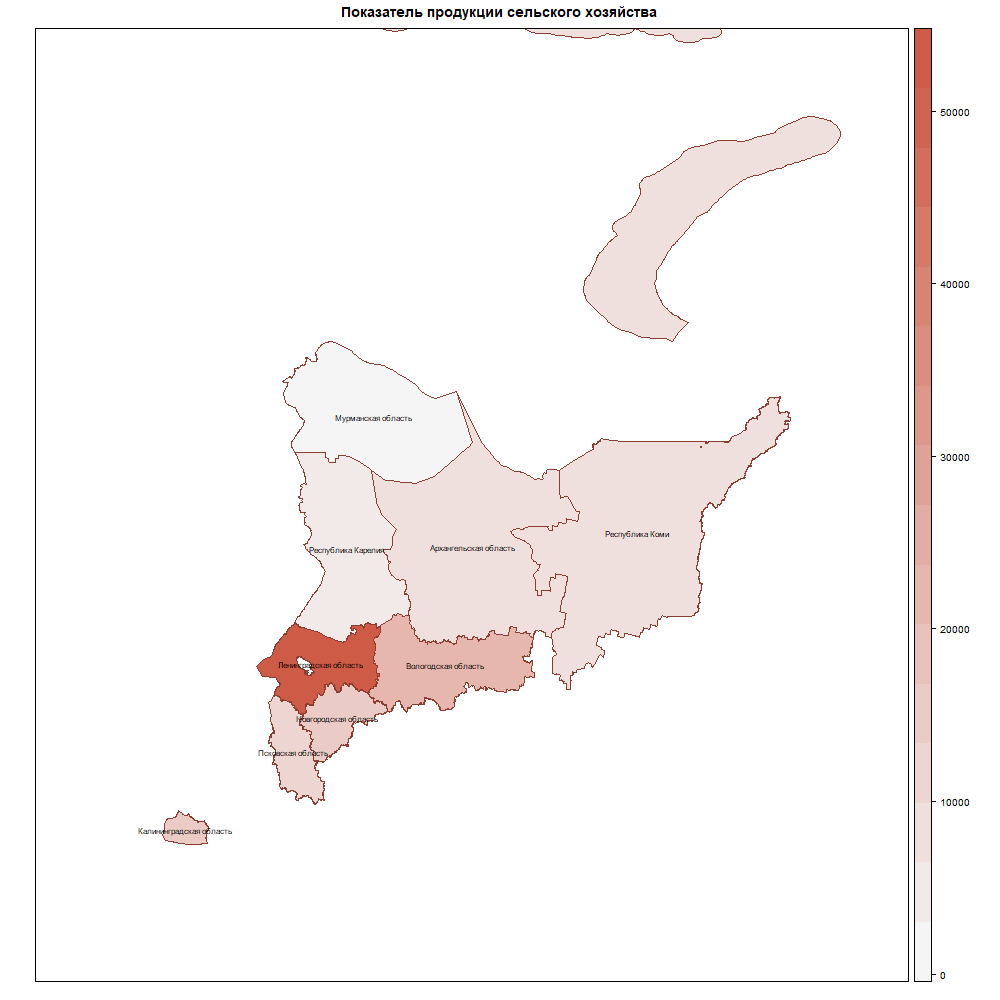 Показатель продукции сельского хозяйства
50000
40000
30000
20000
10000
0
Мурманская область
Республика Коми
Архангельская область
Республика Карелия
Ленинградская область
Вологодская область
Новгородская область
Псковская область
Калининградская область